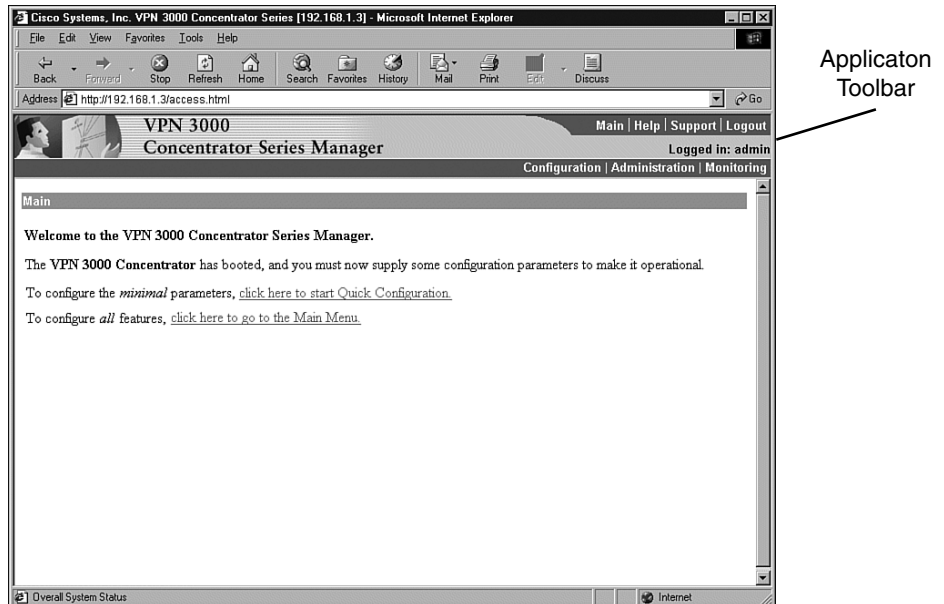 Cisco Systems, Inc. VPN 3000 Concentrator Series [192.168.1.3] - Microsoft Internet Explorer
File Edit View Favorites Tools Help
Back Forward Stop Refresh Home Search Favorites History Mail Print Edit Discuss
Address http://192.168.1.3/access.html Go
VPN 3000
Concentrator Series Manager
Main | Help | Support | Logout
Logged in: admin
Configuration | Administration | Monitoring
Main
Welcome to the VPN 3000 Concentrator Series Manager.
The VPN 3000 Concentrator has booted, and you must now supply some configuration parameters to make it operational.
To configure the minimal parameters, click here to start Quick Configuration.
To configure all features, click here to go to the Main Menu.
Overall System Status Internet
Applicaton
Toolbar